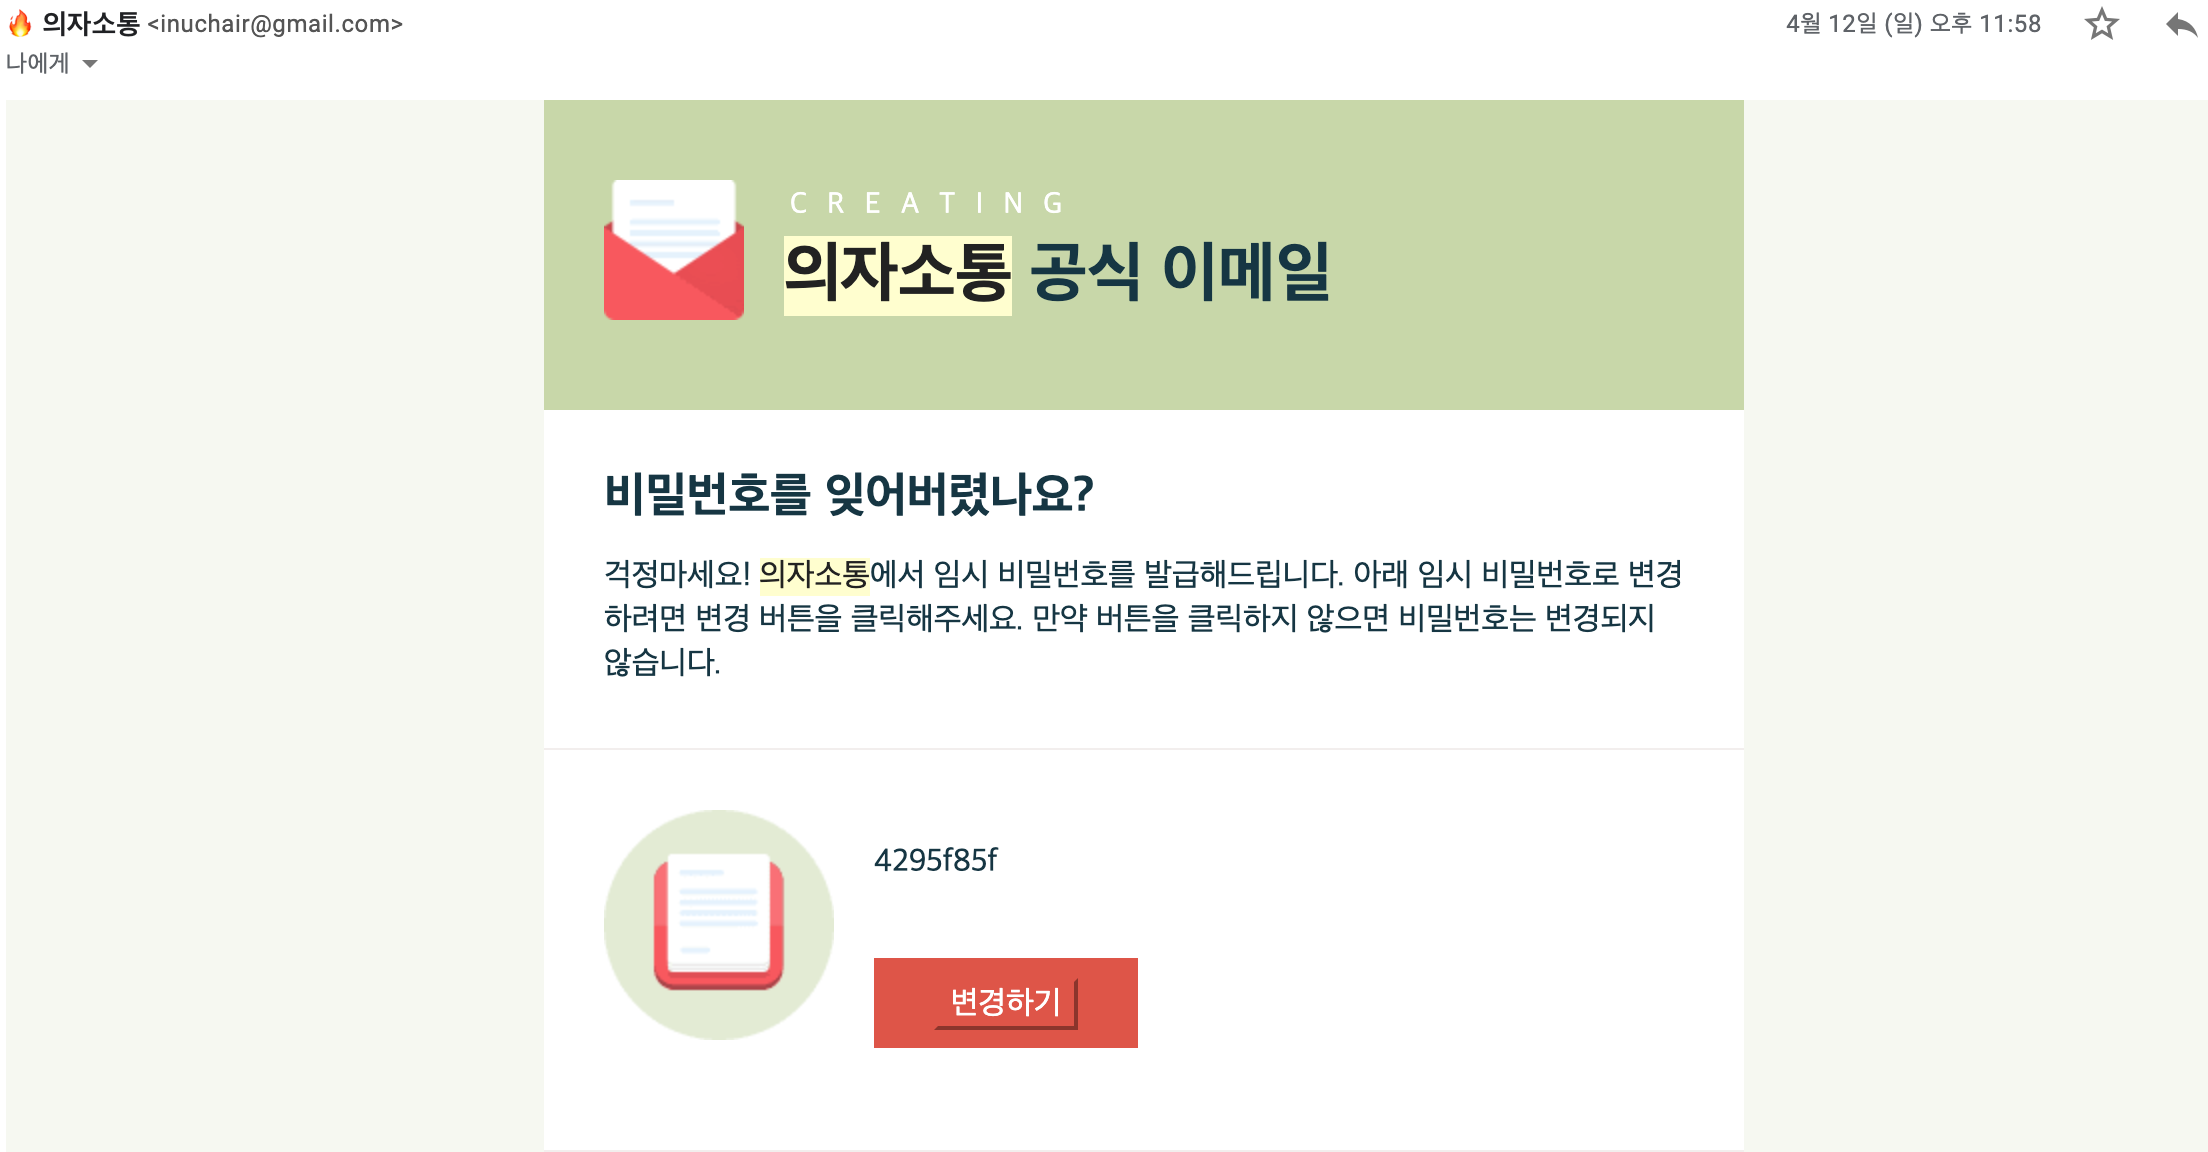 🔥 의자소통 <inuchair@gmail.com>
4월 12일 (일) 오후 11:58
나에게
CREATING
의자소통 공식 이메일
비밀번호를 잊어버렸나요?
걱정마세요! 의자소통에서 임시 비밀번호를 발급해드립니다. 아래 임시 비밀번호로 변경
하려면 변경 버튼을 클릭해주세요. 만약 버튼을 클릭하지 않으면 비밀번호는 변경되지
않습니다.
4295f85f
변경하기